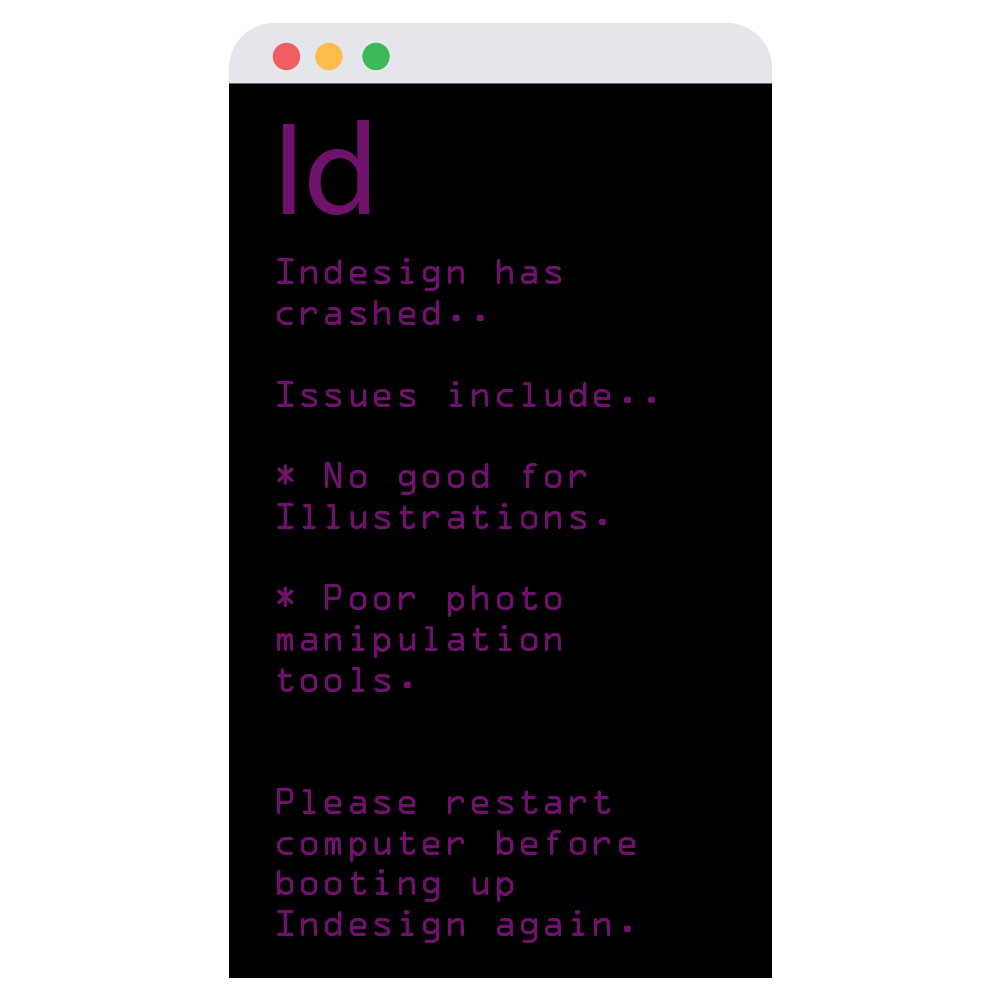 Id
Indesign has
crashed..
Issues include..
* No good for
Illustrations.
* Poor photo
manipulation
tools.
Please restart
computer before
booting up
Indesign again.